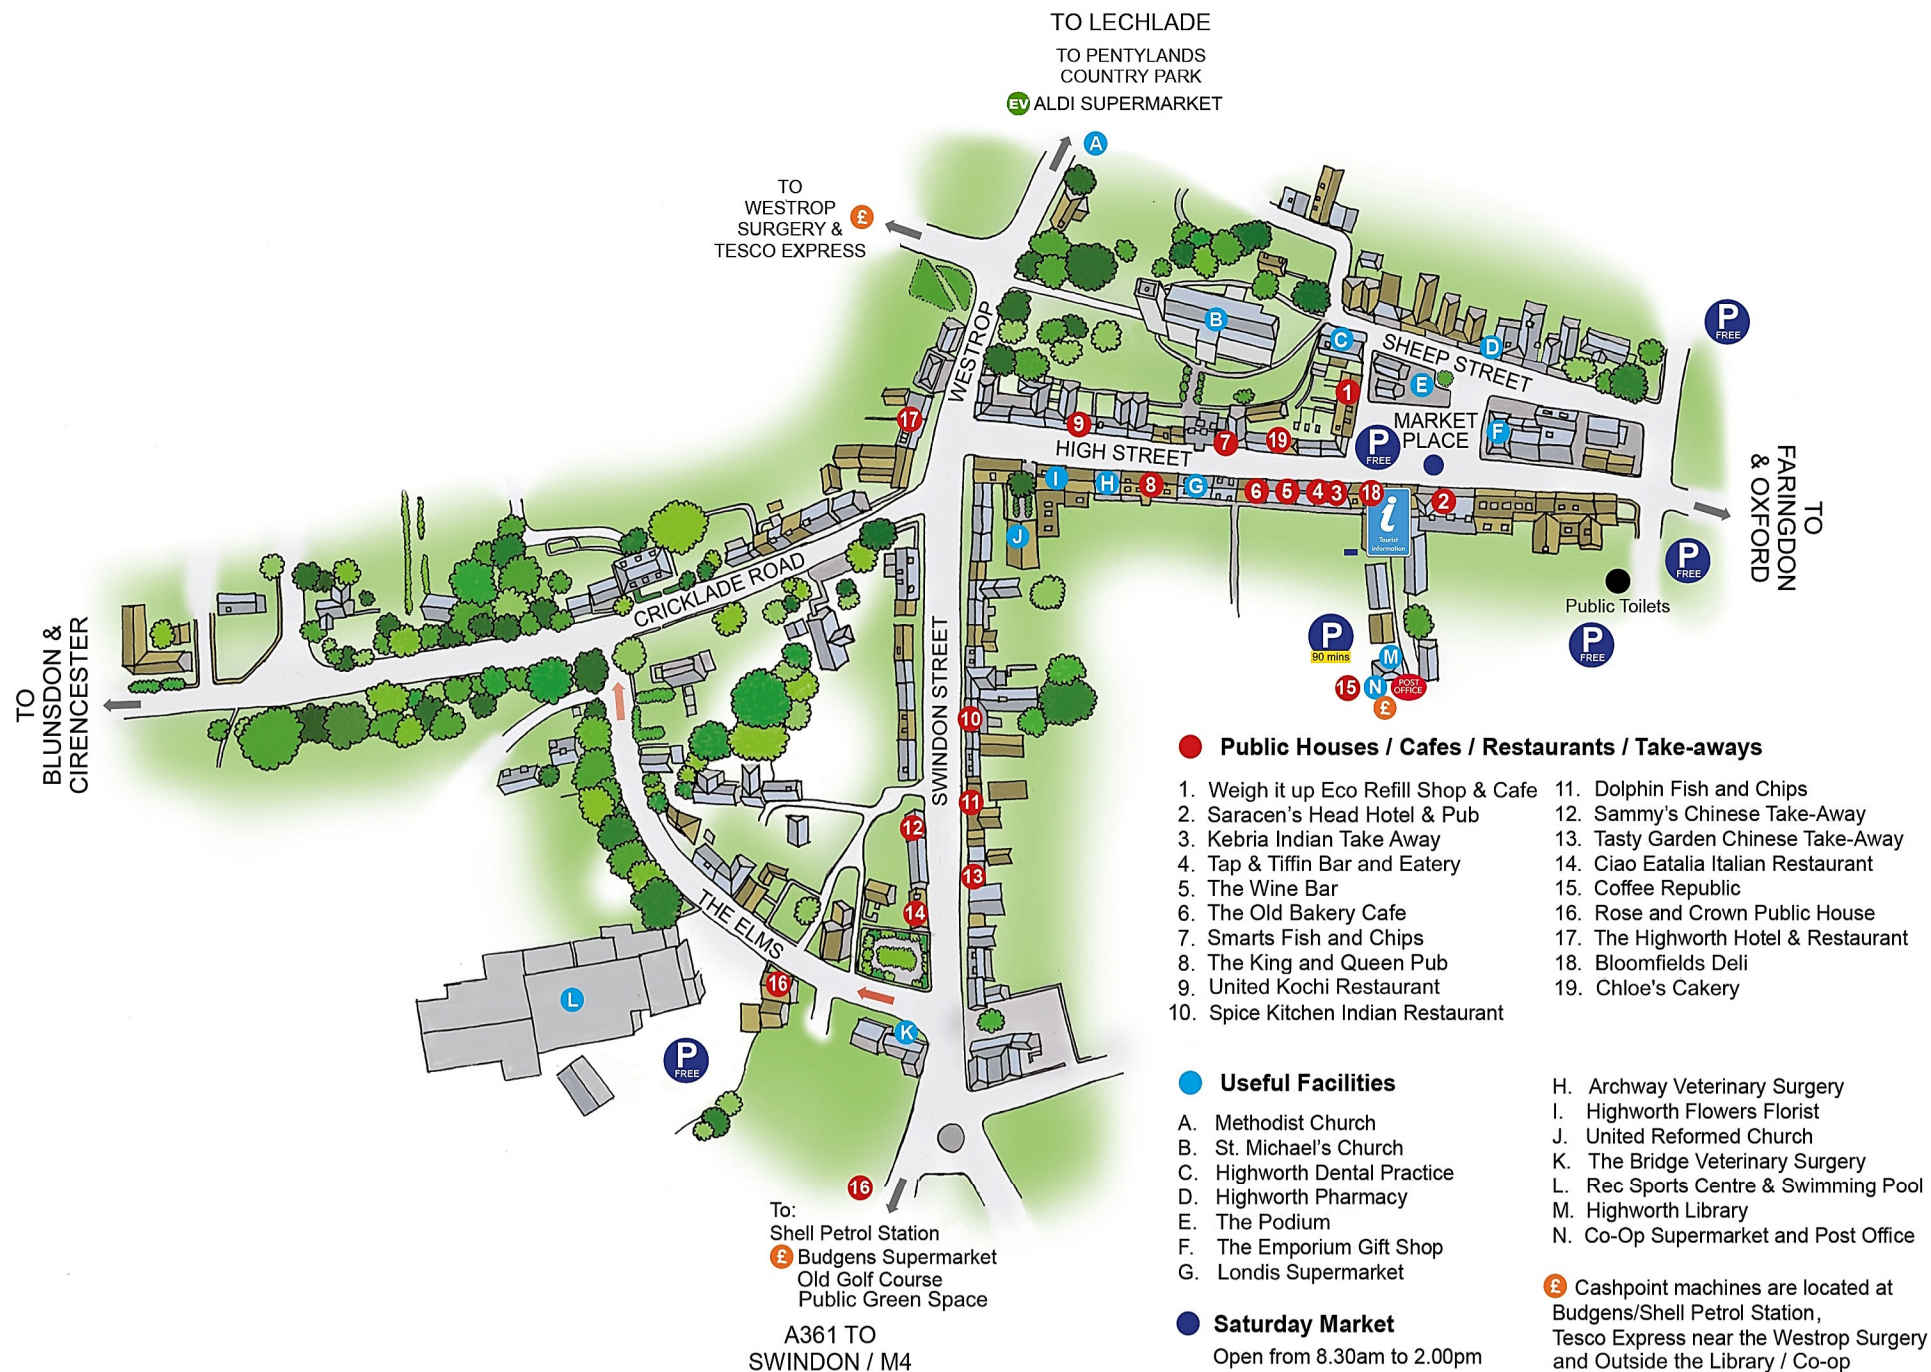 TO LECHLADE
TO PENTYLANDS
COUNTRY PARK
EV ALDI SUPERMARKET
A
TO
WESTROP
SURGERY &
TESCO EXPRESS
£
P
FREE
B
C
D
SHEEP STREET
E
WESTROP
1
MARKET
PLACE
F
17
9
7
19
P
FREE
HIGH STREET
I
H
8
G
6
5
4
3
18
2
i
Tourist
information
J
TO
FARINGDON
& OXFORD
P
FREE
Public Toilets
P
FREE
P
90 mins
M
15
N
POST
OFFICE
£
CRICKLADE ROAD
TO
BLUNSDON &
CIRENCESTER
SWINDON STREET
10
11
12
13
14
THE ELMS
16
L
K
P
FREE
16
To:
Shell Petrol Station
£ Budgens Supermarket
Old Golf Course
Public Green Space
A361 TO
SWINDON / M4
Public Houses / Cafes / Restaurants / Take-aways
1. Weigh it up Eco Refill Shop & Cafe
2. Saracen's Head Hotel & Pub
3. Kebria Indian Take Away
4. Tap & Tiffin Bar and Eatery
5. The Wine Bar
6. The Old Bakery Cafe
7. Smarts Fish and Chips
8. The King and Queen Pub
9. United Kochi Restaurant
10. Spice Kitchen Indian Restaurant
11. Dolphin Fish and Chips
12. Sammy's Chinese Take-Away
13. Tasty Garden Chinese Take-Away
14. Ciao Eatalia Italian Restaurant
15. Coffee Republic
16. Rose and Crown Public House
17. The Highworth Hotel & Restaurant
18. Bloomfields Deli
19. Chloe's Cakery
Useful Facilities
A. Methodist Church
B. St. Michael's Church
C. Highworth Dental Practice
D. Highworth Pharmacy
E. The Podium
F. The Emporium Gift Shop
G. Londis Supermarket
H. Archway Veterinary Surgery
I. Highworth Flowers Florist
J. United Reformed Church
K. The Bridge Veterinary Surgery
L. Rec Sports Centre & Swimming Pool
M. Highworth Library
N. Co-Op Supermarket and Post Office
Saturday Market
Open from 8.30am to 2.00pm
£ Cashpoint machines are located at
Budgens/Shell Petrol Station,
Tesco Express near the Westrop Surgery
and Outside the Library / Co-op